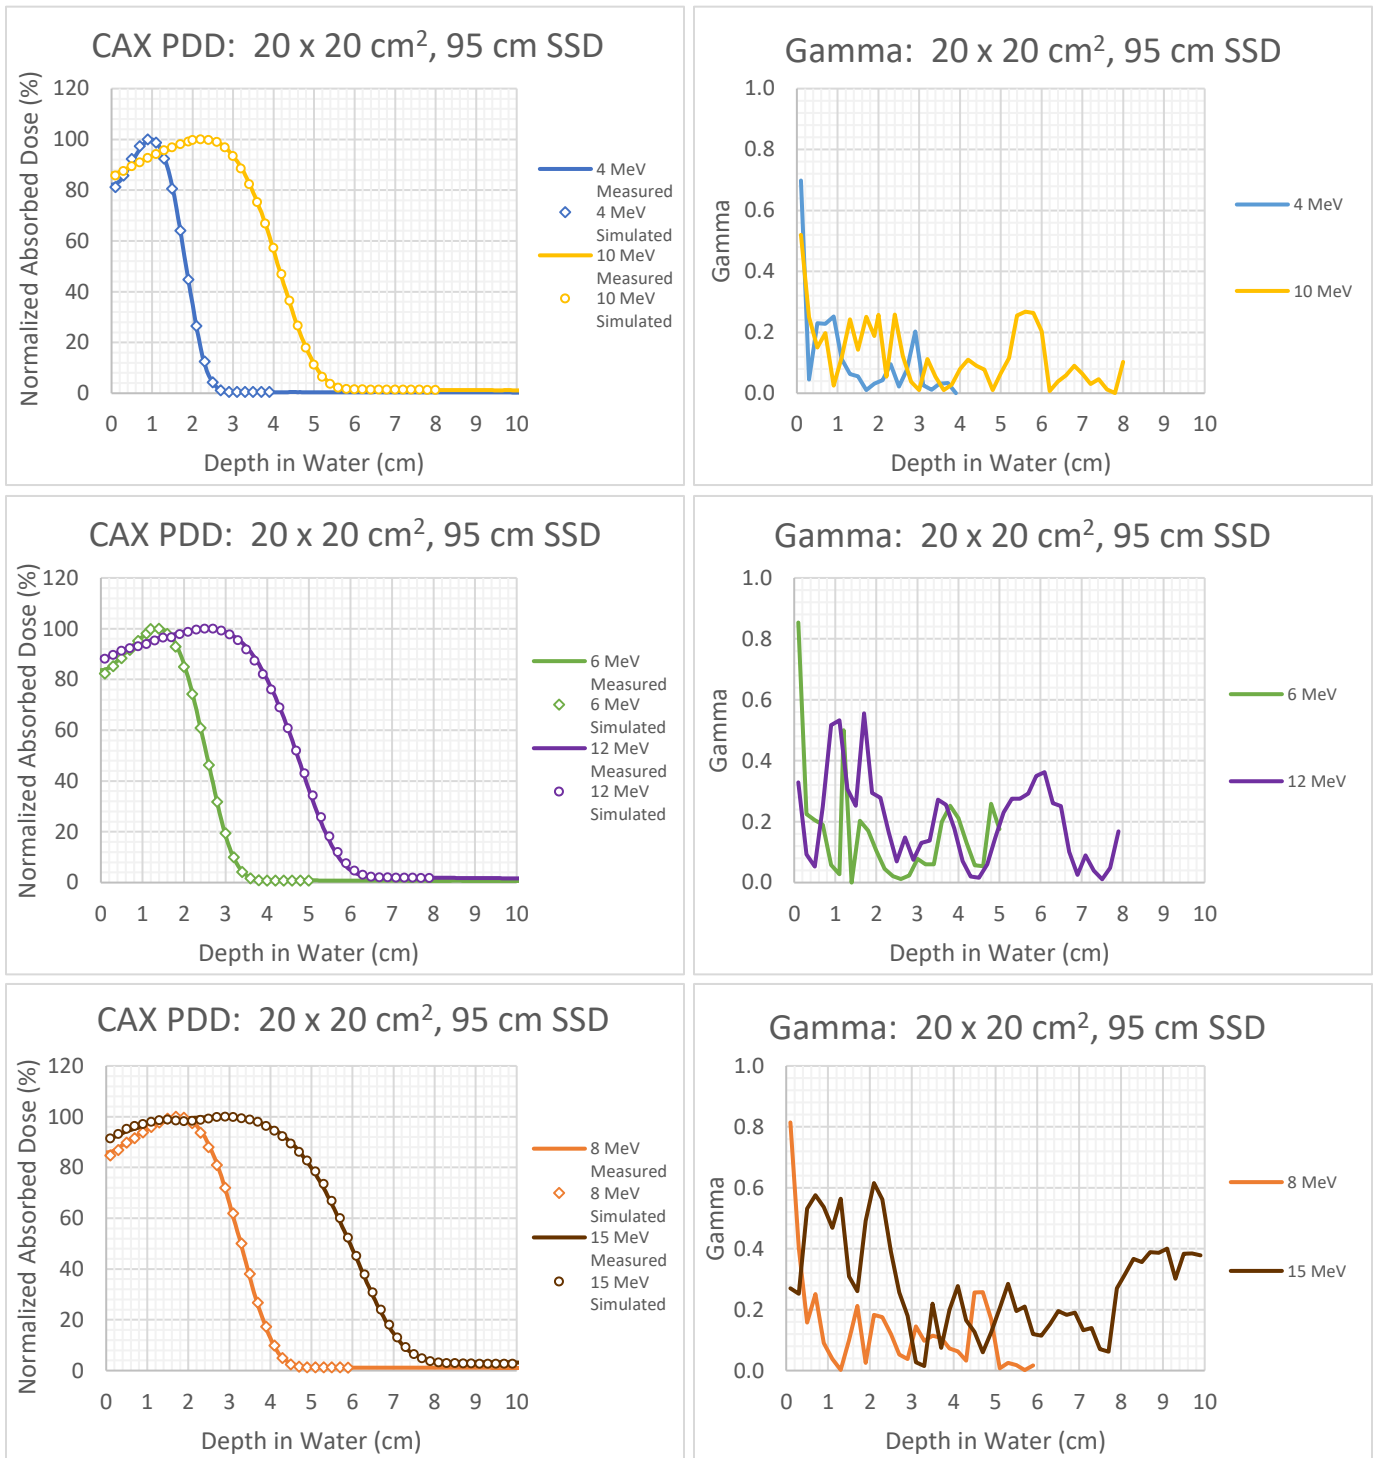 CAX PDD:  20 x 20 cm², 95 cm SSD
Normalized Absorbed Dose (%)
120
100
80
60
40
20
0
0 1 2 3 4 5 6 7 8 9 10
Depth in Water (cm)
4 MeV
Measured
4 MeV
Simulated
10 MeV
Measured
10 MeV
Simulated
Gamma:  20 x 20 cm², 95 cm SSD
Gamma
1.0
0.8
0.6
0.4
0.2
0.0
0 1 2 3 4 5 6 7 8 9 10
Depth in Water (cm)
4 MeV
10 MeV
CAX PDD:  20 x 20 cm², 95 cm SSD
Normalized Absorbed Dose (%)
120
100
80
60
40
20
0
0 1 2 3 4 5 6 7 8 9 10
Depth in Water (cm)
6 MeV
Measured
6 MeV
Simulated
12 MeV
Measured
12 MeV
Simulated
Gamma:  20 x 20 cm², 95 cm SSD
Gamma
1.0
0.8
0.6
0.4
0.2
0.0
0 1 2 3 4 5 6 7 8 9 10
Depth in Water (cm)
6 MeV
12 MeV
CAX PDD:  20 x 20 cm², 95 cm SSD
Normalized Absorbed Dose (%)
120
100
80
60
40
20
0
0 1 2 3 4 5 6 7 8 9 10
Depth in Water (cm)
8 MeV
Measured
8 MeV
Simulated
15 MeV
Measured
15 MeV
Simulated
Gamma:  20 x 20 cm², 95 cm SSD
Gamma
1.0
0.8
0.6
0.4
0.2
0.0
0 1 2 3 4 5 6 7 8 9 10
Depth in Water (cm)
8 MeV
15 MeV